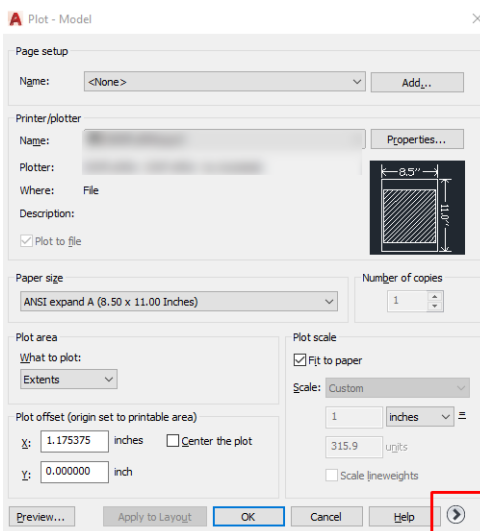 Plot - Model
Page setup
Name: <None> Add...
Printer/plotter
Name: Properties...
Plotter:
Where: File
Description:
Plot to file
8.5"
11.0"
Paper size
ANSI expand A (8.50 x 11.00 Inches)
Number of copies
1
Plot area
What to plot:
Extents
Plot scale
Fit to paper
Scale: Custom
1 inches =
315.9 units
Scale lineweights
Plot offset (origin set to printable area)
X: 1.175375 inches Center the plot
Y: 0.000000 inch
Preview... Apply to Layout OK Cancel Help